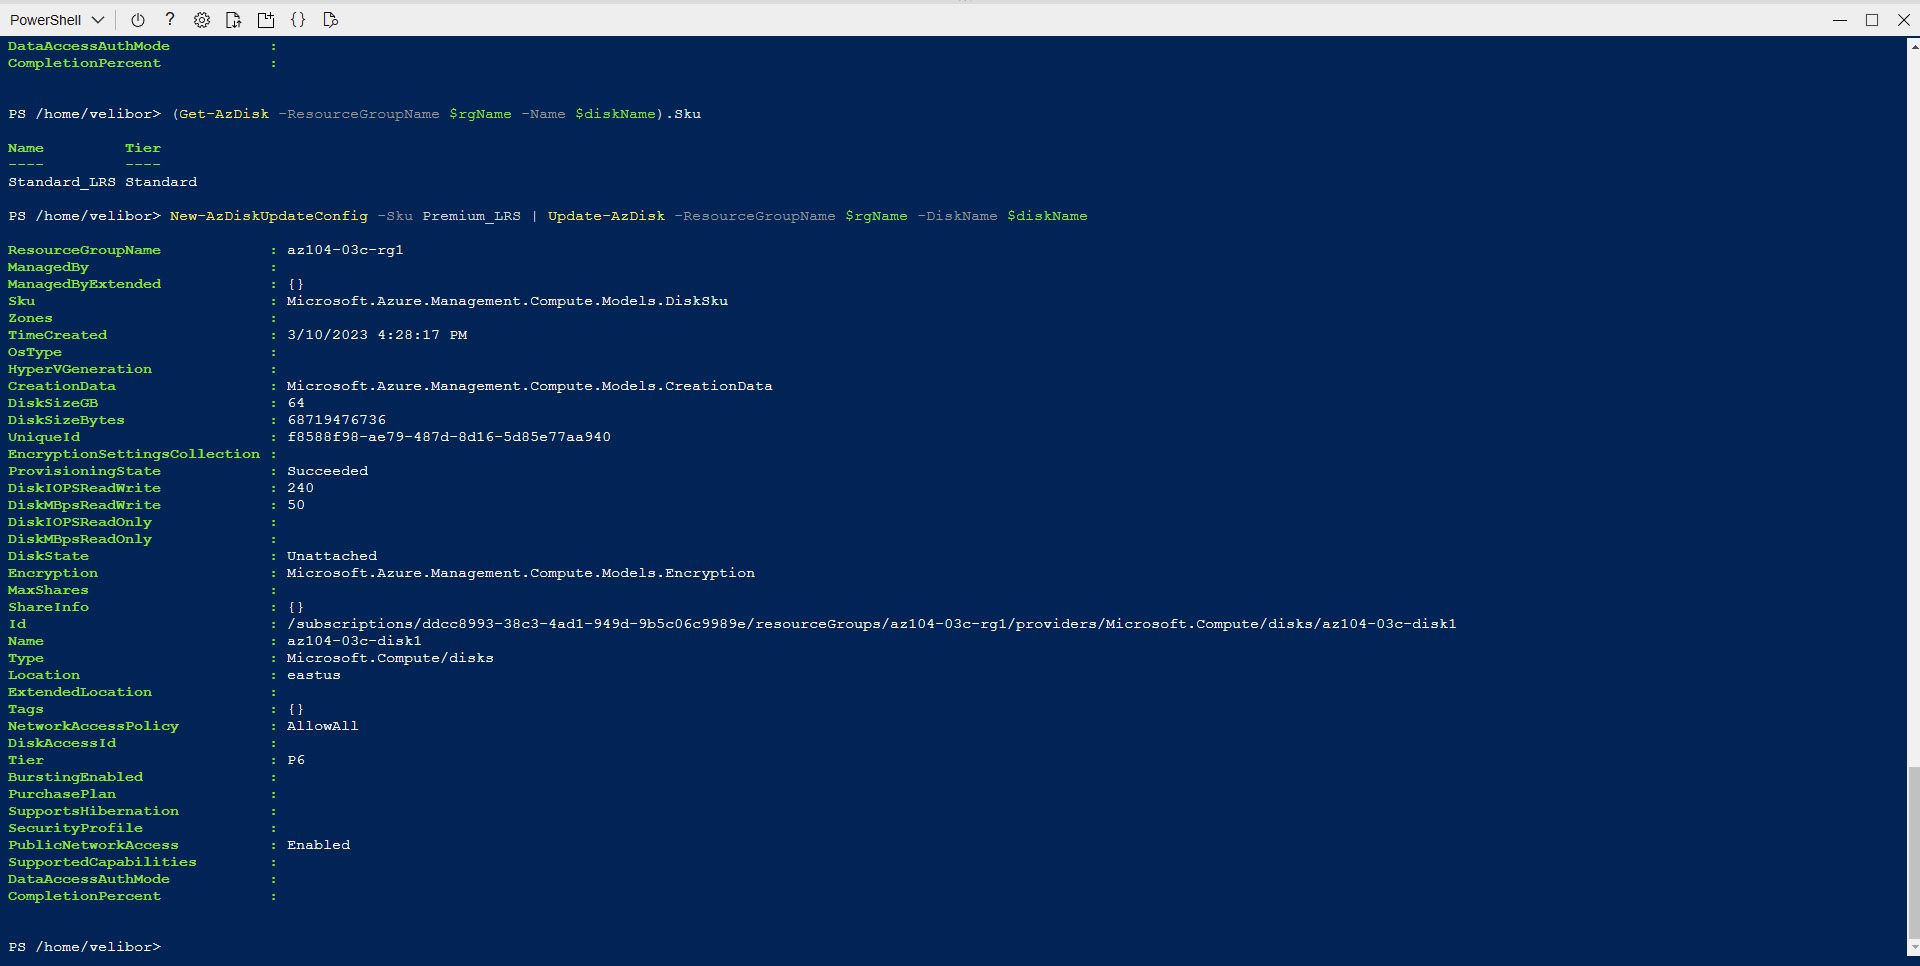 PowerShell
DataAccessAuthMode            :
CompletionPercent             :
PS /home/velibor> (Get-AzDisk -ResourceGroupName $rgName -Name $diskName).Sku
Name         Tier
----         ----
Standard_LRS Standard
PS /home/velibor> New-AzDiskUpdateConfig -Sku Premium_LRS | Update-AzDisk -ResourceGroupName $rgName -DiskName $diskName
ResourceGroupName            : az104-03c-rg1
ManagedBy                    :
ManagedByExtended            : {}
Sku                          : Microsoft.Azure.Management.Compute.Models.DiskSku
Zones                        :
TimeCreated                  : 3/10/2023 4:28:17 PM
OsType                       :
HyperVGeneration             :
CreationData                 : Microsoft.Azure.Management.Compute.Models.CreationData
DiskSizeGB                   : 64
DiskSizeBytes                : 68719476736
UniqueId                     : f8588f98-ae79-487d-8d16-5d85e77aa940
EncryptionSettingsCollection :
ProvisioningState            : Succeeded
DiskIOPSReadWrite            : 240
DiskMBpsReadWrite            : 50
DiskIOPSReadOnly             :
DiskMBpsReadOnly             :
DiskState                    : Unattached
Encryption                   : Microsoft.Azure.Management.Compute.Models.Encryption
MaxShares                    :
ShareInfo                    : {}
Id                           : /subscriptions/ddcc8993-38c3-4ad1-949d-9b5c06c9989e/resourceGroups/az104-03c-rg1/providers/Microsoft.Compute/disks/az104-03c-disk1
Name                         : az104-03c-disk1
Type                         : Microsoft.Compute/disks
Location                     : eastus
ExtendedLocation             :
Tags                         : {}
NetworkAccessPolicy          : AllowAll
DiskAccessId                 :
Tier                         : P6
BurstingEnabled              :
PurchasePlan                 :
SupportsHibernation          :
SecurityProfile              :
PublicNetworkAccess          : Enabled
SupportedCapabilities        :
DataAccessAuthMode           :
CompletionPercent            :
PS /home/velibor>